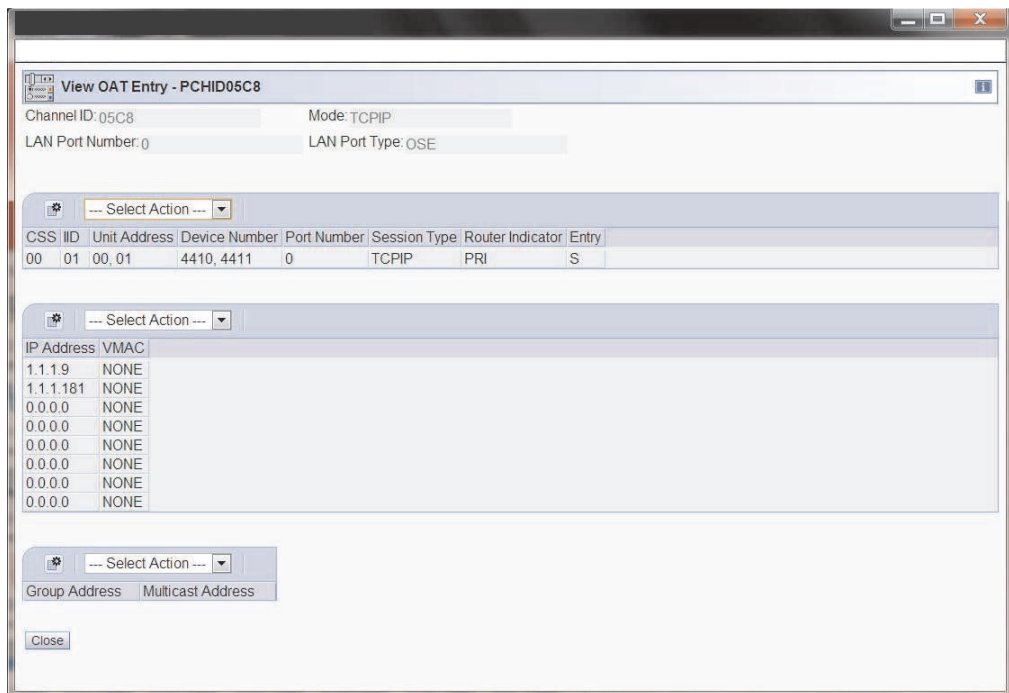 View OAT Entry - PCHID05C8
Channel ID: 05C8 Mode: TCPIP
LAN Port Number: 0 LAN Port Type: OSE
--- Select Action ---
CSS IID Unit Address Device Number Port Number Session Type Router Indicator Entry
00 01 00, 01 4410, 4411 0 TCPIP PRI S
--- Select Action ---
IP Address VMAC
1.1.1.9 NONE
1.1.1.181 NONE
0.0.0.0 NONE
0.0.0.0 NONE
0.0.0.0 NONE
0.0.0.0 NONE
0.0.0.0 NONE
0.0.0.0 NONE
--- Select Action ---
Group Address Multicast Address
Close